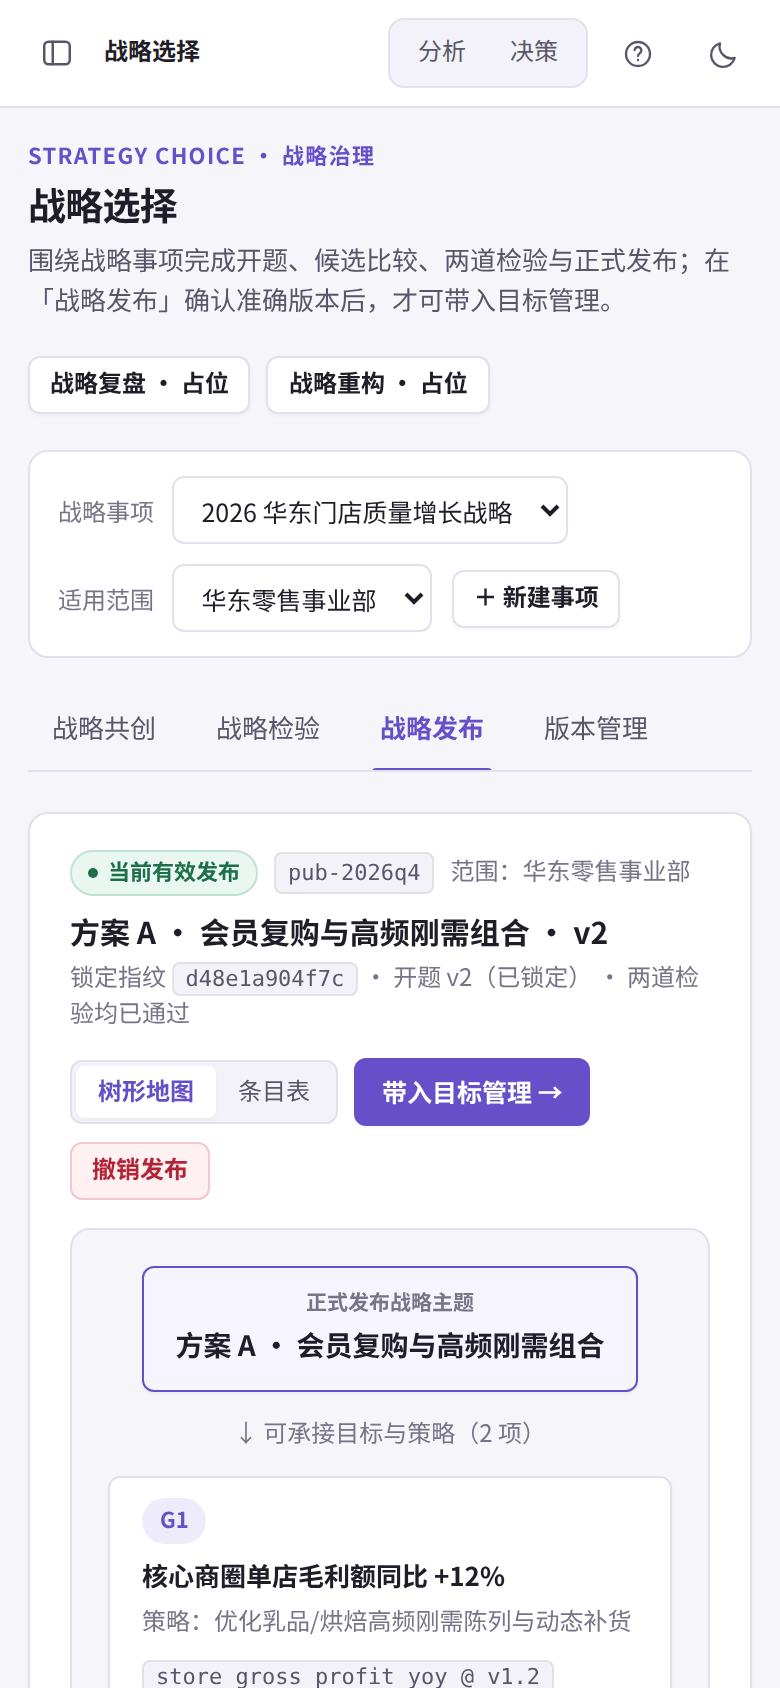 战略选择
分析
决策
STRATEGY CHOICE • 战略治理
战略选择
围绕战略事项完成开题、候选比较、两道检验与正式发布；在
「战略发布」确认准确版本后，才可带入目标管理。
战略复盘 • 占位
战略重构 • 占位
战略事项
2026 华东门店质量增长战略
适用范围
华东零售事业部
＋ 新建事项
战略共创
战略检验
战略发布
版本管理
当前有效发布
pub-2026q4
范围：华东零售事业部
方案 A • 会员复购与高频刚需组合 • v2
锁定指纹 d48e1a904f7c • 开题 v2（已锁定） • 两道检
验均已通过
树形地图
条目表
带入目标管理 →
撤销发布
正式发布战略主题
方案 A • 会员复购与高频刚需组合
↓ 可承接目标与策略（2 项）
G1
核心商圈单店毛利额同比 +12%
策略：优化乳品/烘焙高频刚需陈列与动态补货
store gross profit yoy @ v1.2